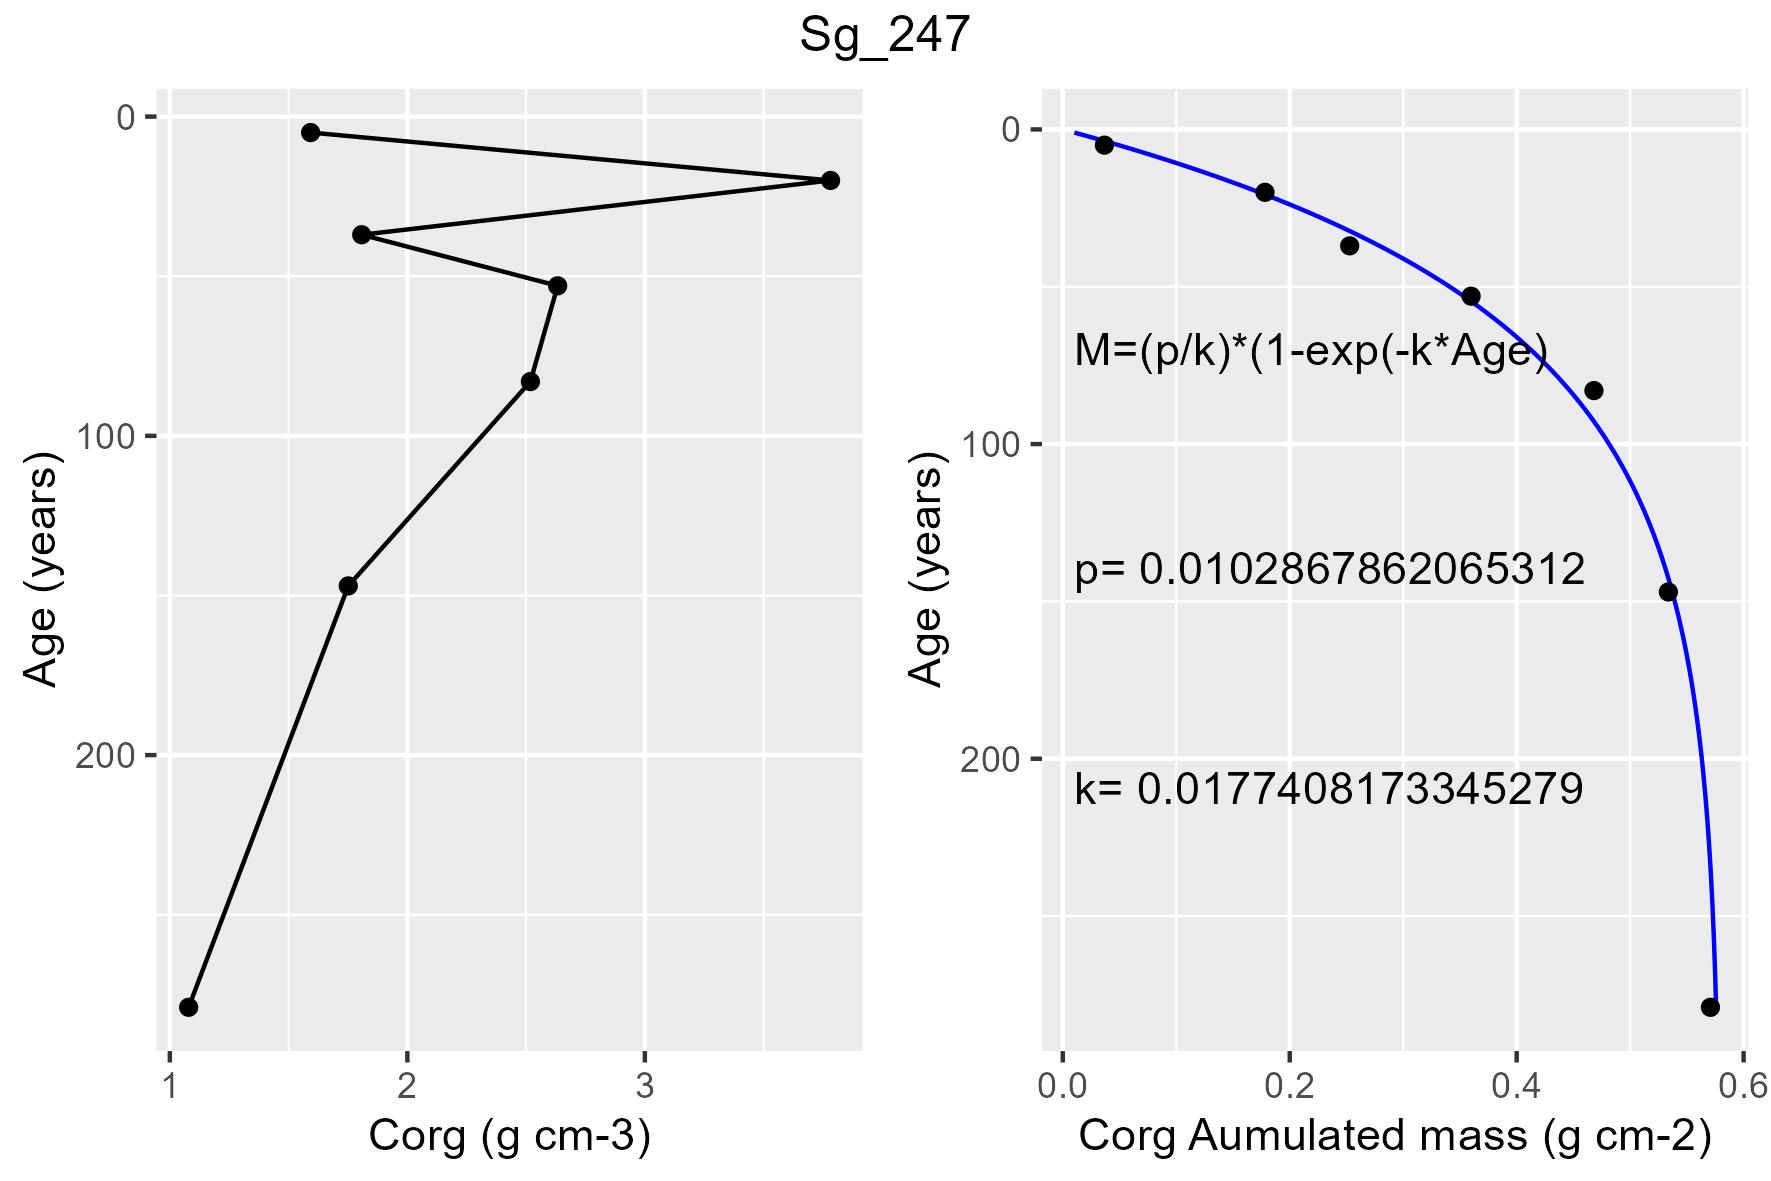 Sg_247
Age (years)
0
100
200
1
2
3
Corg (g cm-3)
Age (years)
0
100
200
M=(p/k)*(1-exp(-k*Age)
p= 0.0102867862065312
k= 0.0177408173345279
0.0
0.2
0.4
0.6
Corg Aumulated mass (g cm-2)